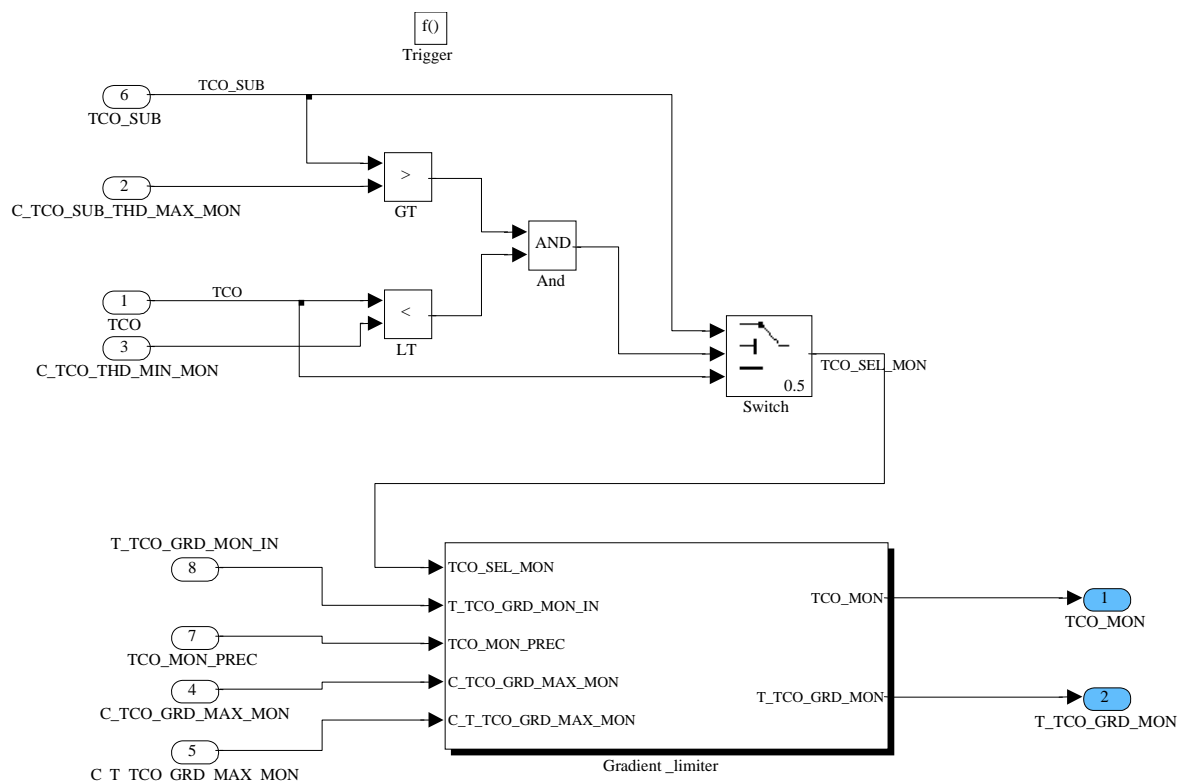 f()
Trigger
6
TCO_SUB
TCO_SUB
2
C_TCO_SUB_THD_MAX_MON
>
GT
AND
And
1
TCO
TCO
3
C_TCO_THD_MIN_MON
<
LT
0.5
Switch
TCO_SEL_MON
T_TCO_GRD_MON_IN
8
7
TCO_MON_PREC
4
C_TCO_GRD_MAX_MON
5
C_T_TCO_GRD_MAX_MON
TCO_SEL_MON
T_TCO_GRD_MON_IN
TCO_MON_PREC
C_TCO_GRD_MAX_MON
C_T_TCO_GRD_MAX_MON
TCO_MON
T_TCO_GRD_MON
Gradient _limiter
1
TCO_MON
2
T_TCO_GRD_MON